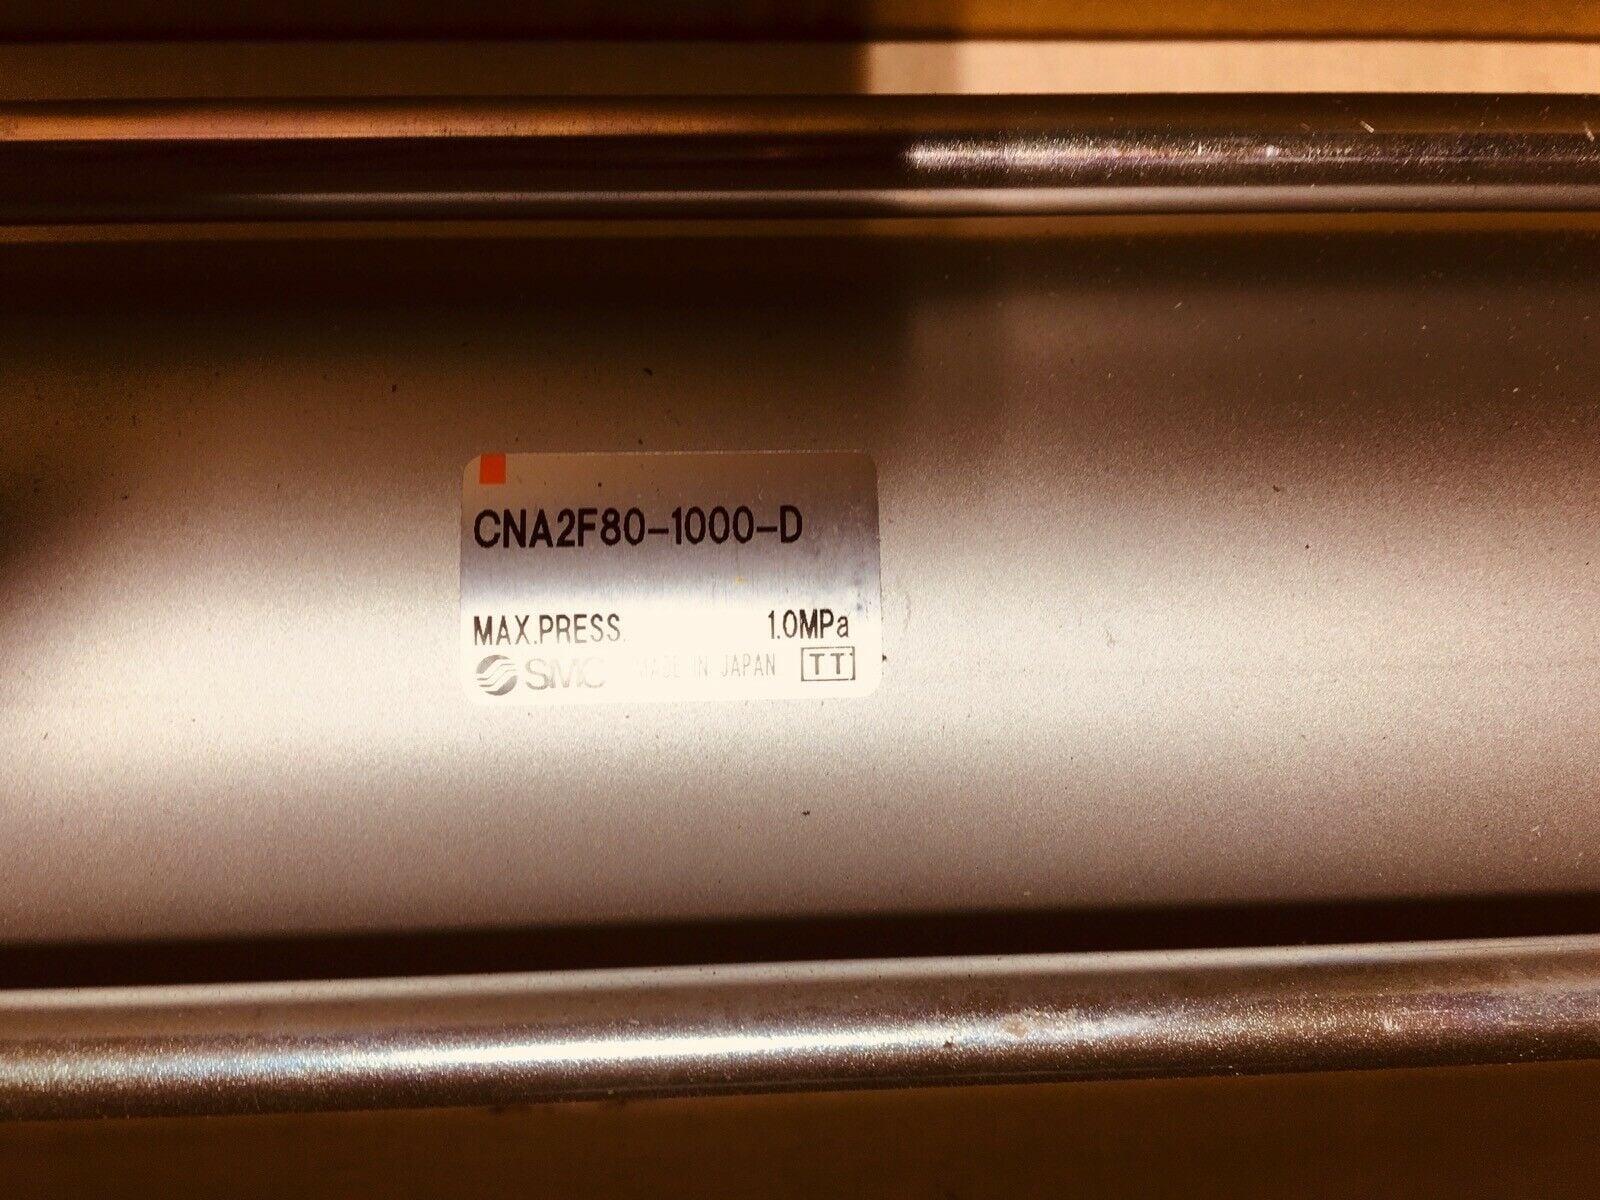 CNA2F80-1000-D
MAX.PRESS. 1.0MPa
SMC MADE IN JAPAN TT